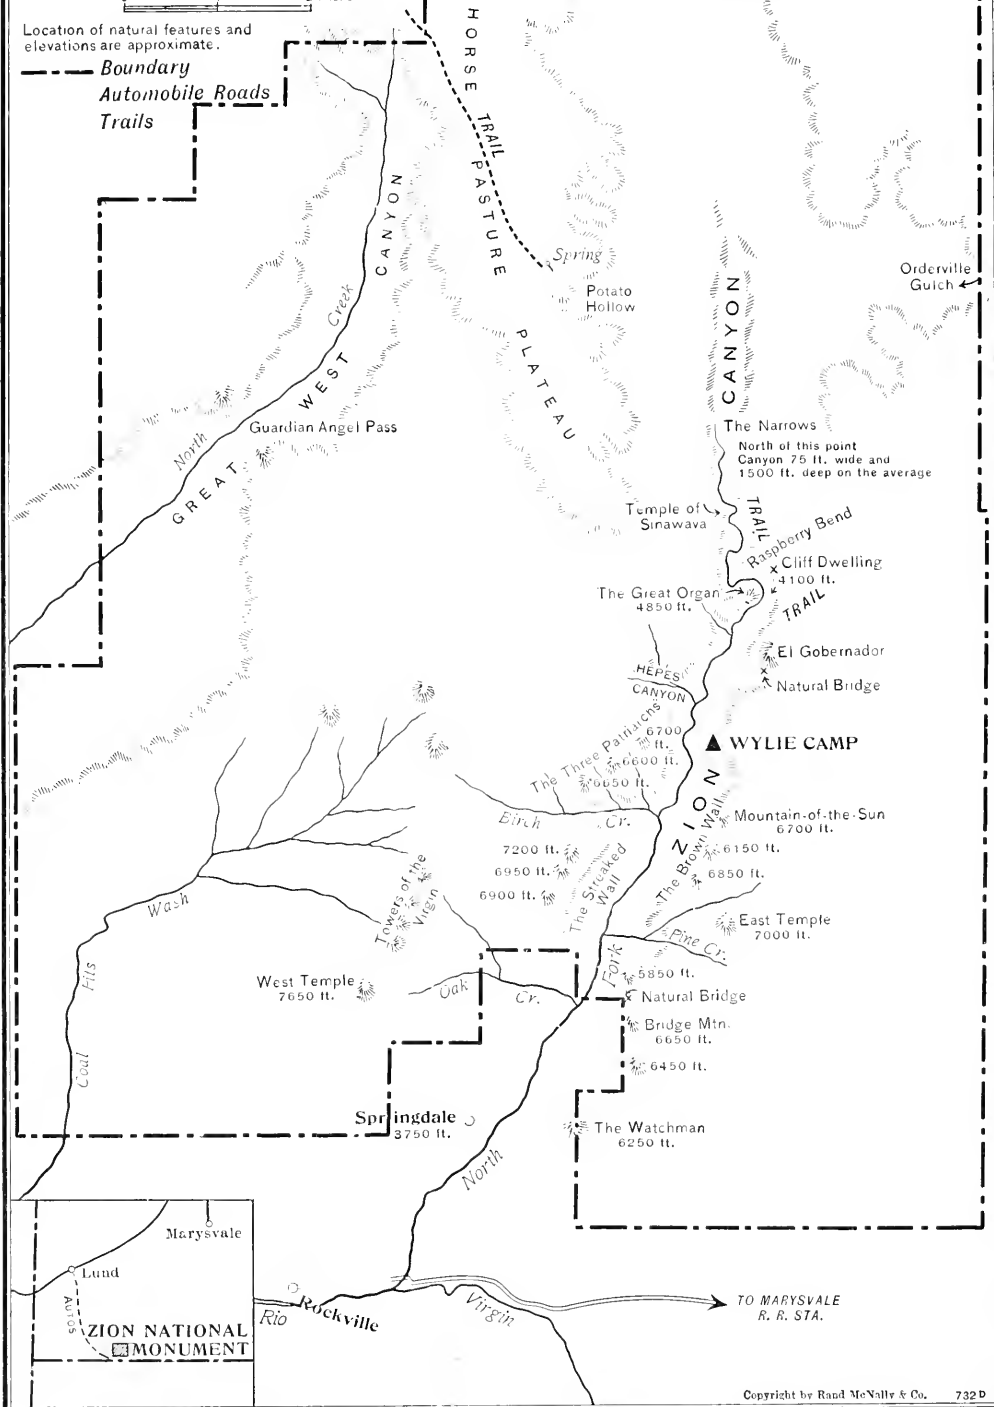 Location of natural features and
elevations are approximate.
Boundary
Automobile Roads
Trails
HORSE
TRAIL
PASTURE
PLATEAU
CANYON
WEST
GREAT
North
Creek
Spring
Potato
Hollow
Orderville
Gulch
CANYON
Guardian Angel Pass
The Narrows
North of this point
Canyon 75 ft. wide and
1500 ft. deep on the average
Temple of
Sinawava
TRAIL
Raspberry Bend
Cliff Dwelling
4100 ft.
The Great Organ
4850 ft.
TRAIL
El Gobernador
Natural Bridge
HEPES
CANYON
The Three Patriarchs
6700
ft.
6600 ft.
6650 ft.
WYLIE CAMP
ZION
Birch
Cr.
Mountain-of-the-Sun
6700 ft.
The Brown Wall
6150 ft.
6850 ft.
7200 ft.
6950 ft.
6900 ft.
The Streaked
Wall
Towers of the
Virgin
East Temple
7000 ft.
Pine Cr.
Wash
Fits
Coal
West Temple
7650 ft.
Oak
Cr.
Fork
5850 ft.
Natural Bridge
Bridge Mtn.
6650 ft.
6450 ft.
Springdale
3750 ft.
The Watchman
6250 ft.
North
Marysvale
Lund
AUTOS
ZION NATIONAL
MONUMENT
Rockville
Rio
Virgin
TO MARYSVALE
R. R. STA.
Copyright by Rand McNally & Co.
732 D